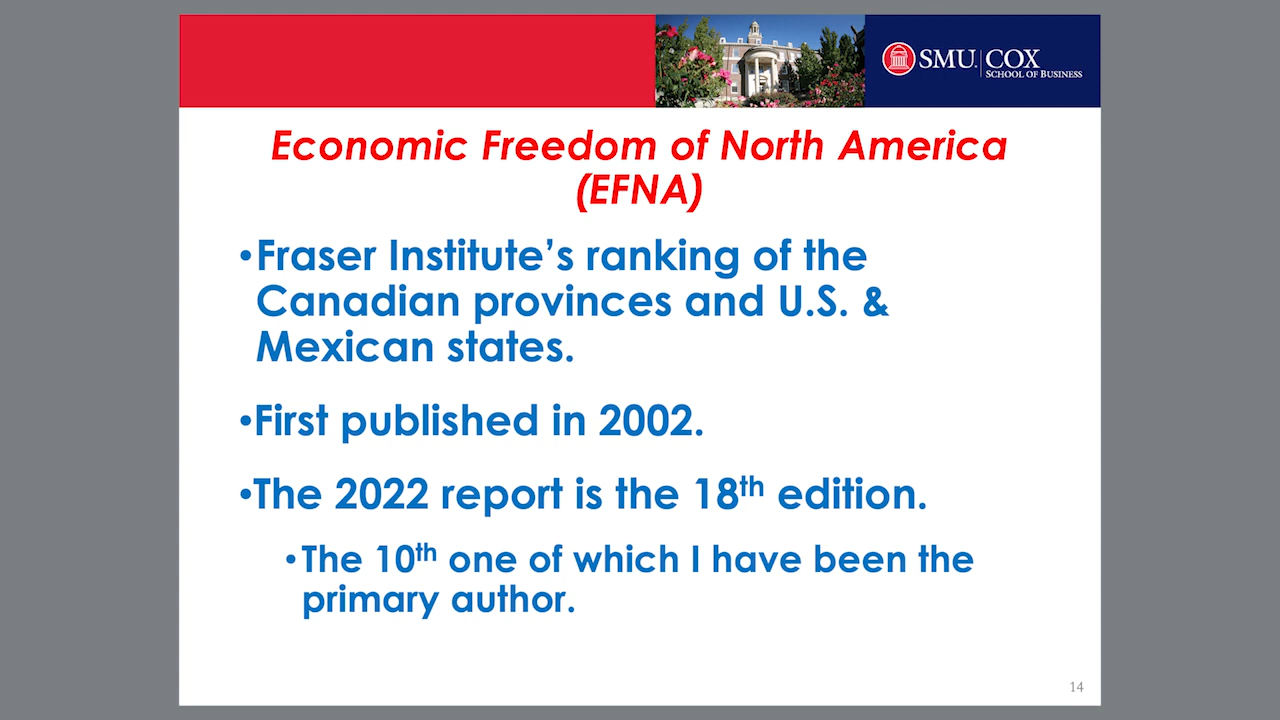 SMU. COX
SCHOOL OF BUSINESS
Economic Freedom of North America
(EFNA)
•Fraser Institute’s ranking of the
Canadian provinces and U.S. &
Mexican states.
•First published in 2002.
•The 2022 report is the 18th edition.
•The 10th one of which I have been the
primary author.
14